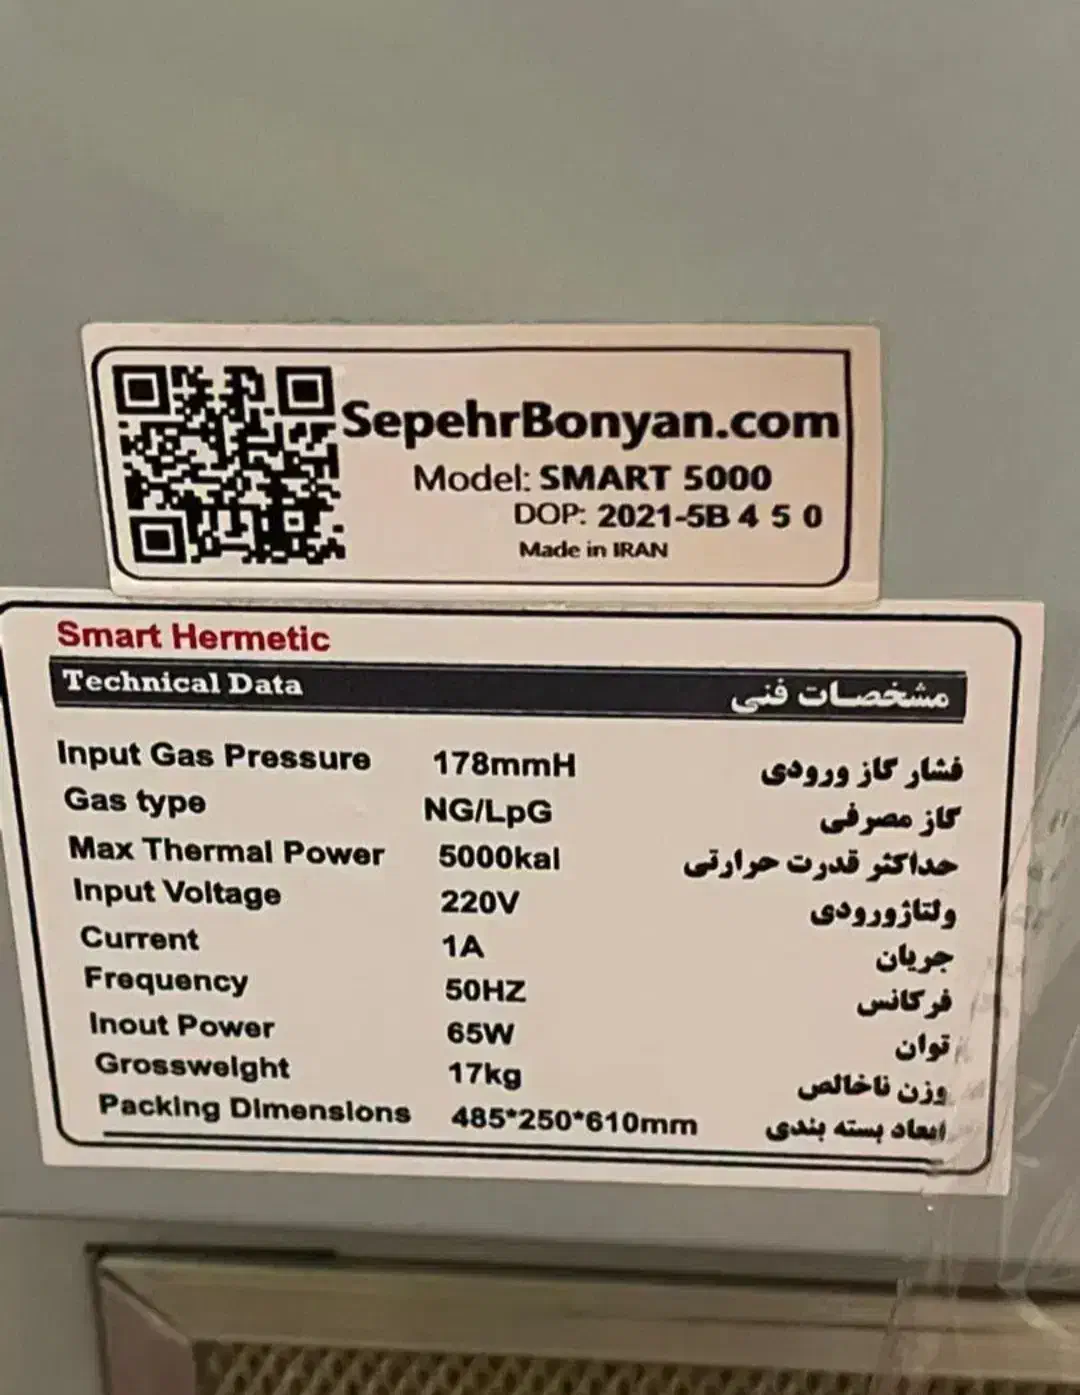 SepehrBonyan.com
Model: SMART 5000
DOP: 2021-5B 4 5 0
Made in IRAN
Smart Hermetic
Technical Data مشخصات فنی
Input Gas Pressure 178mmH فشار گاز ورودی
Gas type NG/LpG گاز مصرفی
Max Thermal Power 5000kal حداکثر قدرت حرارتی
Input Voltage 220V ولتاژورودی
Current 1A جریان
Frequency 50HZ فرکانس
Inout Power 65W توان
Grossweight 17kg وزن ناخالص
Packing Dimensions 485*250*610mm ابعاد بسته بندی